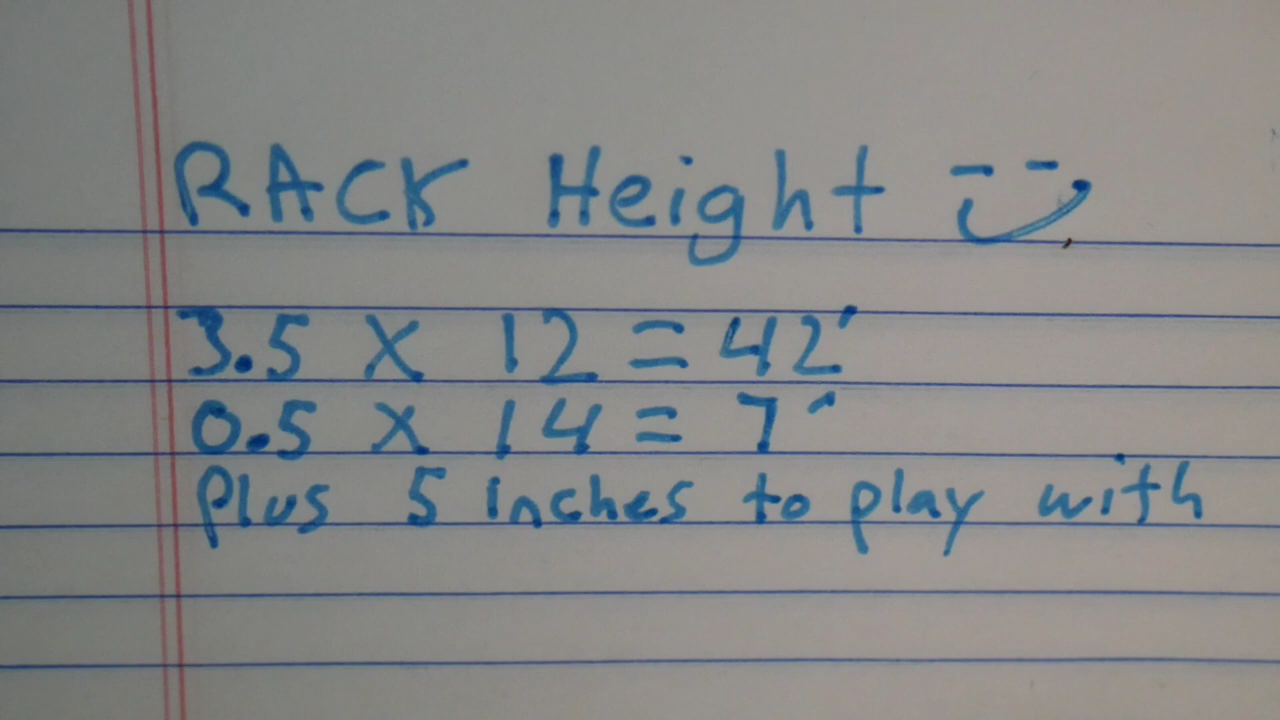 RACK Height
3.5 X 12 = 42'
0.5 X 14 = 7'
Plus 5 inches to play with